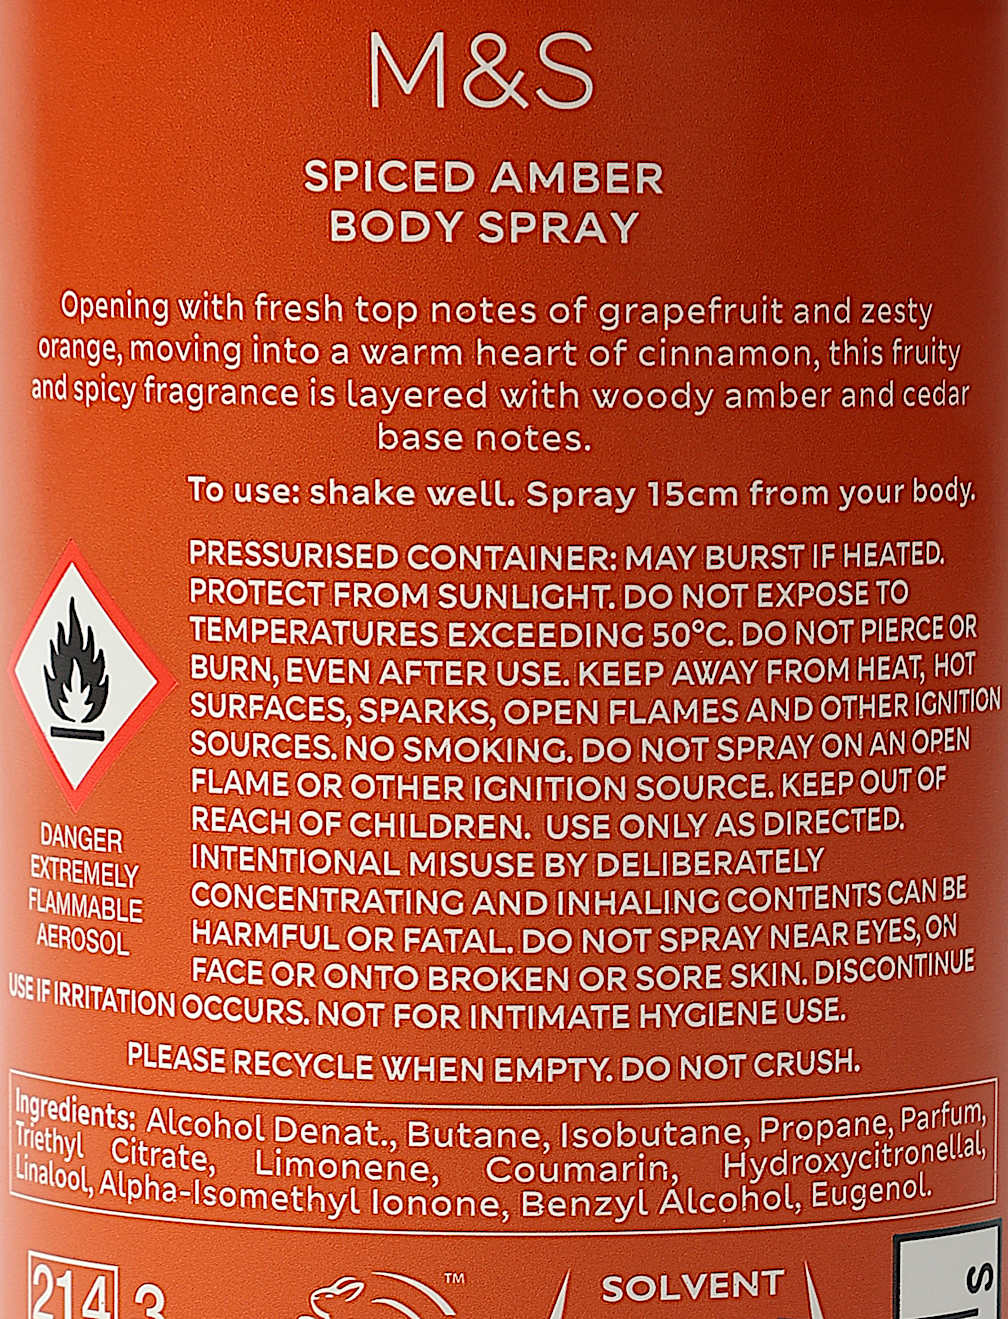 M&S
SPICED AMBER
BODY SPRAY
Opening with fresh top notes of grapefruit and zesty
orange, moving into a warm heart of cinnamon, this fruity
and spicy fragrance is layered with woody amber and cedar
base notes.
To use: shake well. Spray 15cm from your body.
PRESSURISED CONTAINER: MAY BURST IF HEATED.
PROTECT FROM SUNLIGHT. DO NOT EXPOSE TO
TEMPERATURES EXCEEDING 50°C. DO NOT PIERCE OR
BURN, EVEN AFTER USE. KEEP AWAY FROM HEAT, HOT
SURFACES, SPARKS, OPEN FLAMES AND OTHER IGNITION
SOURCES. NO SMOKING. DO NOT SPRAY ON AN OPEN
FLAME OR OTHER IGNITION SOURCE. KEEP OUT OF
REACH OF CHILDREN. USE ONLY AS DIRECTED.
INTENTIONAL MISUSE BY DELIBERATELY
CONCENTRATING AND INHALING CONTENTS CAN BE
HARMFUL OR FATAL. DO NOT SPRAY NEAR EYES, ON
FACE OR ONTO BROKEN OR SORE SKIN. DISCONTINUE
USE IF IRRITATION OCCURS. NOT FOR INTIMATE HYGIENE USE.
DANGER
EXTREMELY
FLAMMABLE
AEROSOL
PLEASE RECYCLE WHEN EMPTY. DO NOT CRUSH.
Ingredients: Alcohol Denat., Butane, Isobutane, Propane, Parfum,
Triethyl Citrate, Limonene, Coumarin, Hydroxycitronellal,
Linalool, Alpha-Isomethyl Ionone, Benzyl Alcohol, Eugenol.
214 3
TM
SOLVENT
S